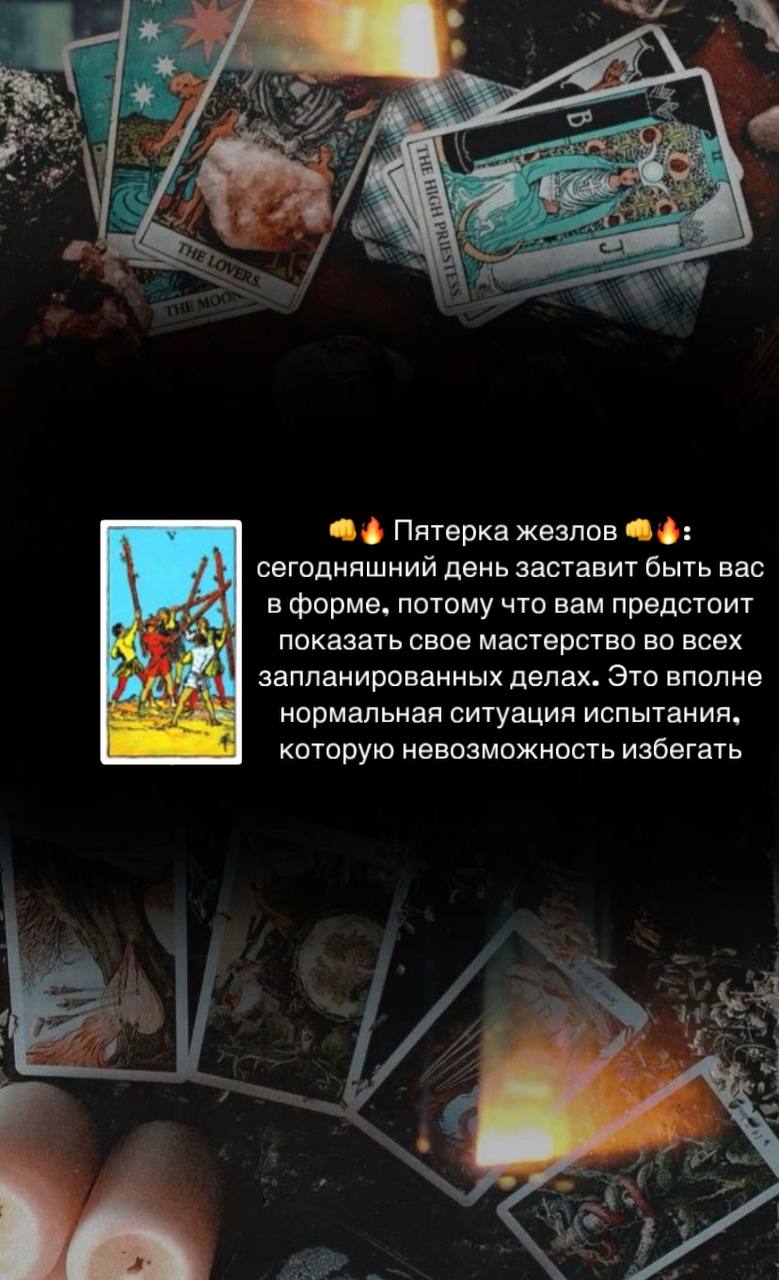 THE LOVERS.
THE MOON
B
J
THE HIGH PRIESTESS.
V
👊🔥 Пятерка жезлов 👊🔥:
сегодняшний день заставит быть вас
в форме, потому что вам предстоит
показать свое мастерство во всех
запланированных делах. Это вполне
нормальная ситуация испытания,
которую невозможность избегать